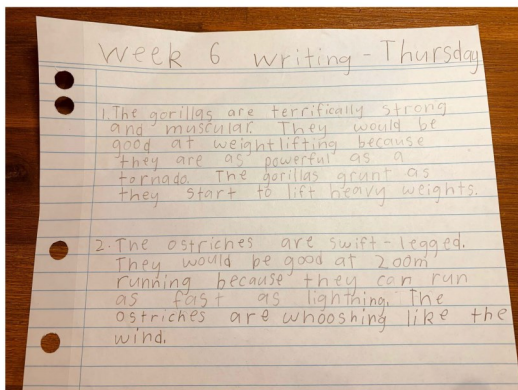 Week 6 writing - Thursday
1. The gorillas are terrifically strong
and muscular. They would be
good at weightlifting because
they are as powerful as a
tornado. The gorillas grunt as
they start to lift heavy weights.
2. The ostriches are swift-legged.
They would be good at 200m
running because they can run
as fast as lightning. The
ostriches are whooshing like the
wind.